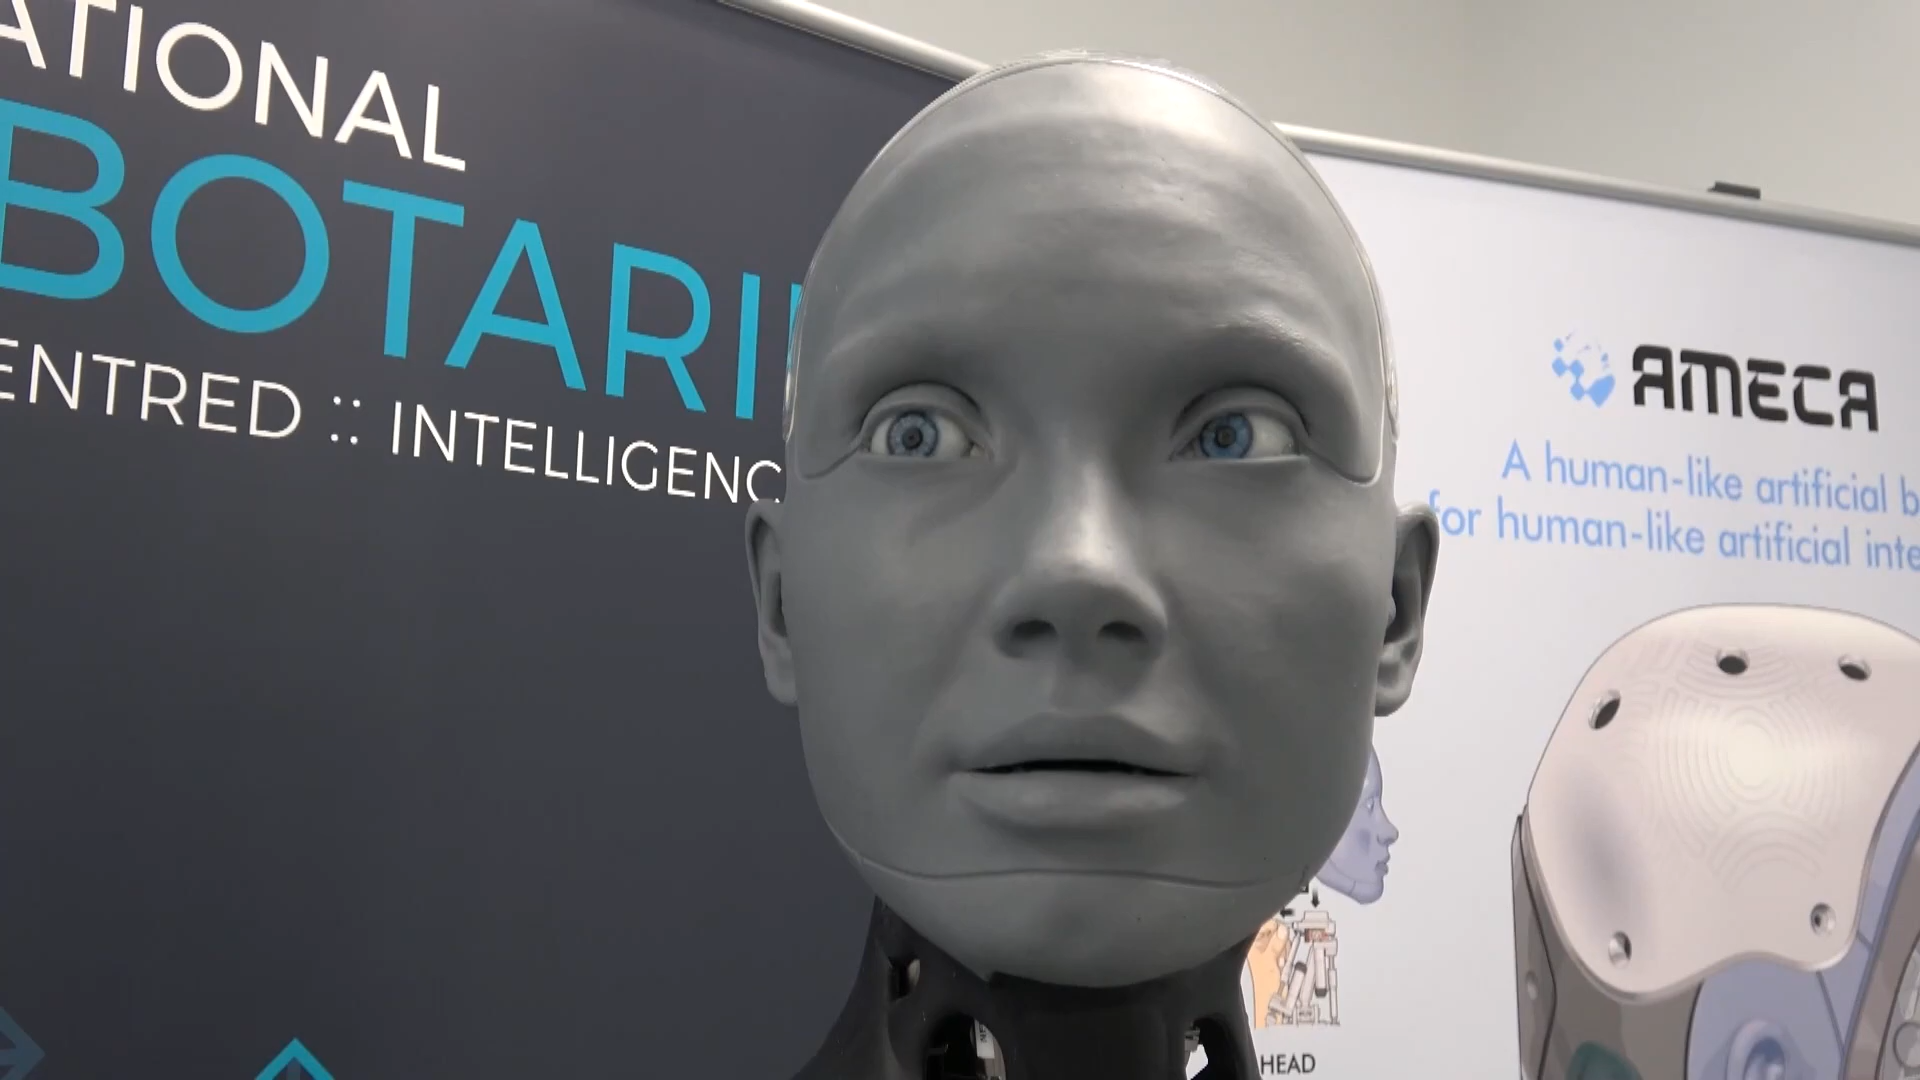 ATIONAL
BOTARI
ENTRED :: INTELLIGENC
AMECA
A human-like artificial b
for human-like artificial inte
HEAD